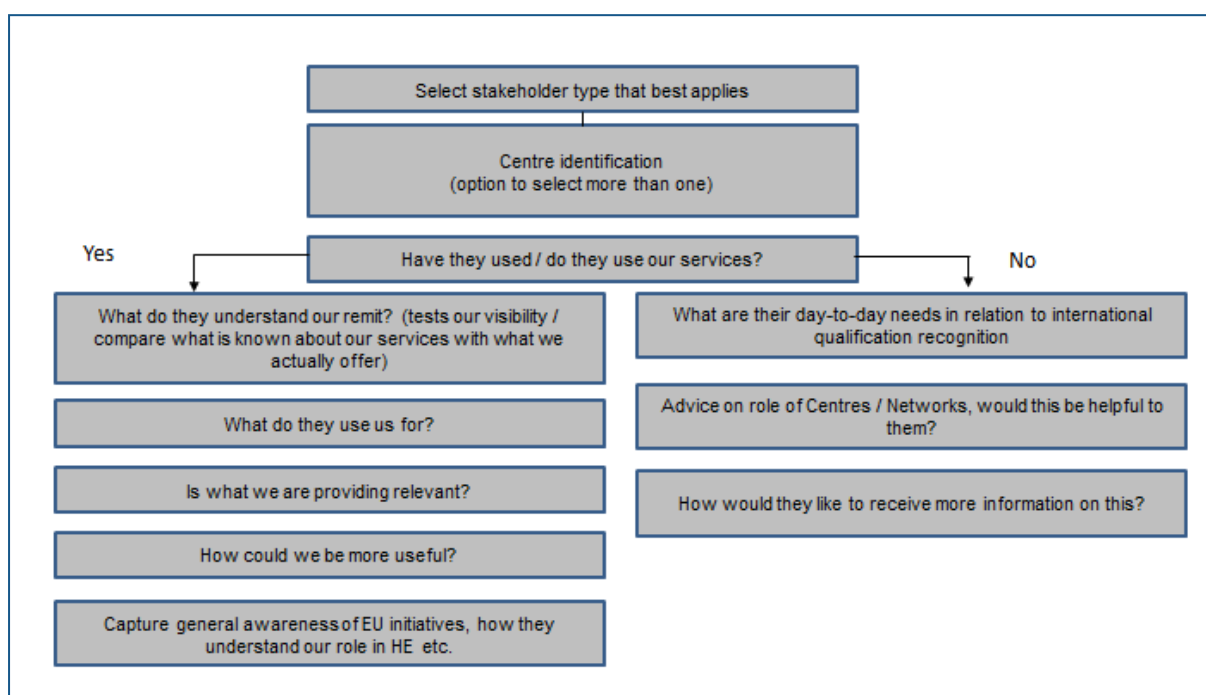 Select stakeholder type that best applies
Centre identification
(option to select more than one)
Yes
Have they used / do they use our services?
No
What do they understand our remit? (tests our visibility /
compare what is known about our services with what we
actually offer)
What do they use us for?
Is what we are providing relevant?
How could we be more useful?
Capture general awareness of EU initiatives, how they
understand our role in HE etc.
What are their day-to-day needs in relation to international
qualification recognition
Advice on role of Centres / Networks, would this be helpful to
them?
How would they like to receive more information on this?